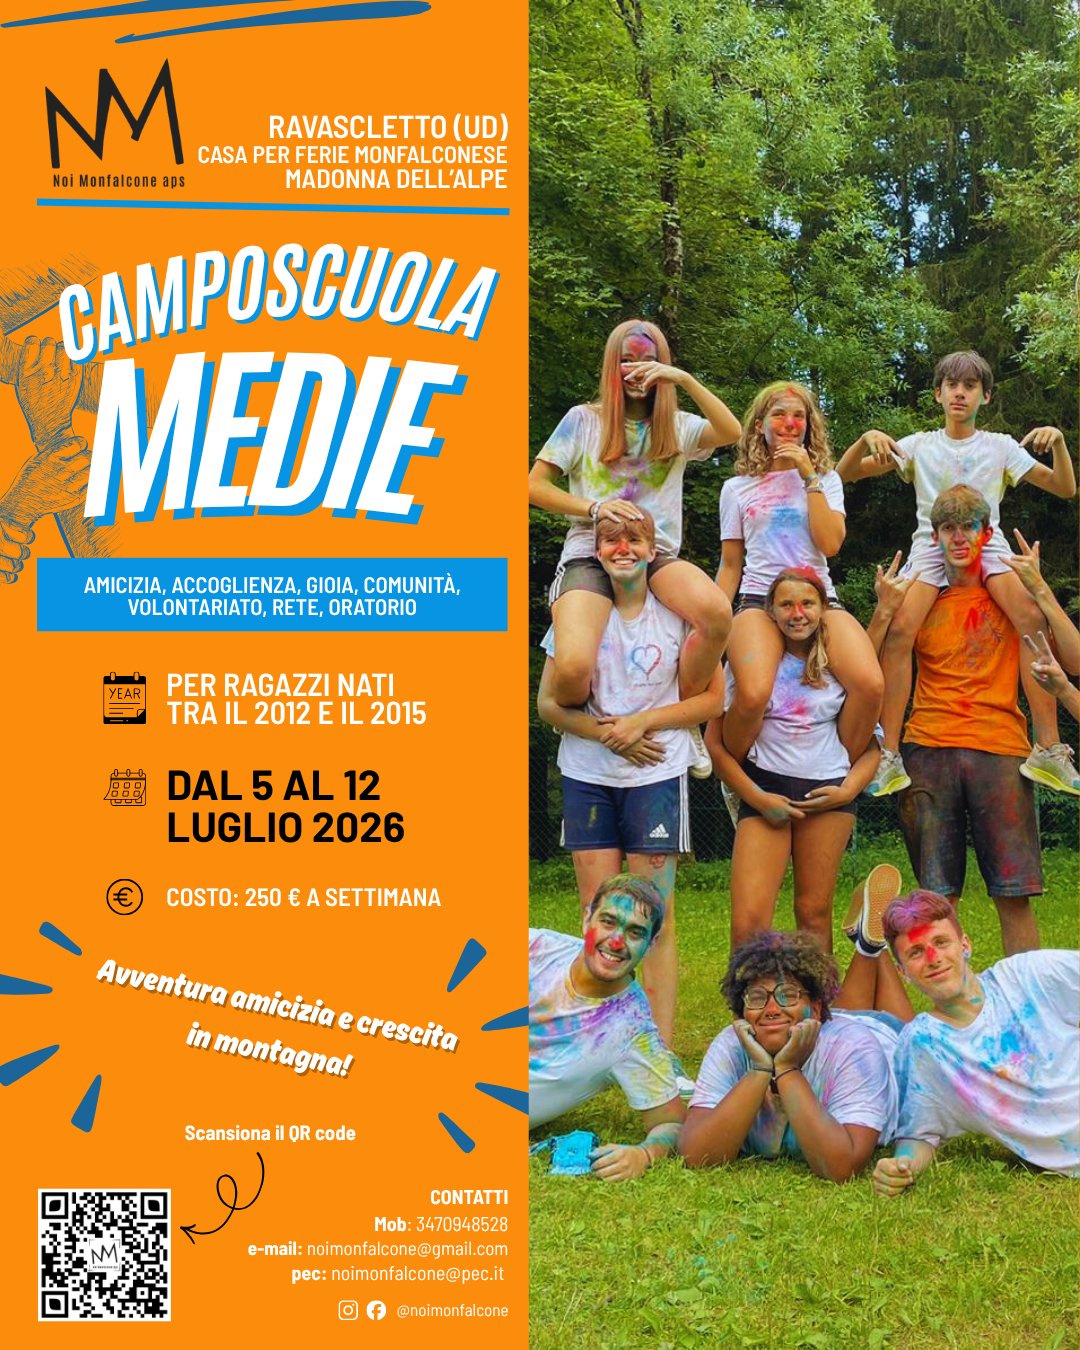 NM
Noi Monfalcone aps
RAVASCLETTO (UD)
CASA PER FERIE MONFALCONESE
MADONNA DELL'ALPE
CAMPOSCUOLA
MEDIE
AMICIZIA, ACCOGLIENZA, GIOIA, COMUNITÀ,
VOLONTARIATO, RETE, ORATORIO
YEAR
PER RAGAZZI NATI
TRA IL 2012 E IL 2015
DAL 5 AL 12
LUGLIO 2026
COSTO: 250 € A SETTIMANA
Avventura amicizia e crescita
in montagna!
Scansiona il QR code
NM
CONTATTI
Mob: 3470948528
e-mail: noimonfalcone@gmail.com
pec: noimonfalcone@pec.it
@noimonfalcone